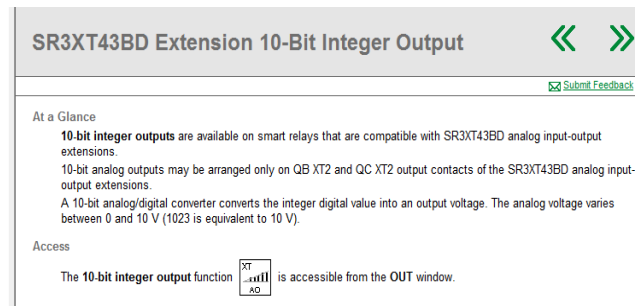 SR3XT43BD Extension 10-Bit Integer Output
Submit Feedback
At a Glance
10-bit integer outputs are available on smart relays that are compatible with SR3XT43BD analog input-output
extensions.
10-bit analog outputs may be arranged only on QB XT2 and QC XT2 output contacts of the SR3XT43BD analog input-
output extensions.
A 10-bit analog/digital converter converts the integer digital value into an output voltage. The analog voltage varies
between 0 and 10 V (1023 is equivalent to 10 V).
Access
The 10-bit integer output function XT AO is accessible from the OUT window.